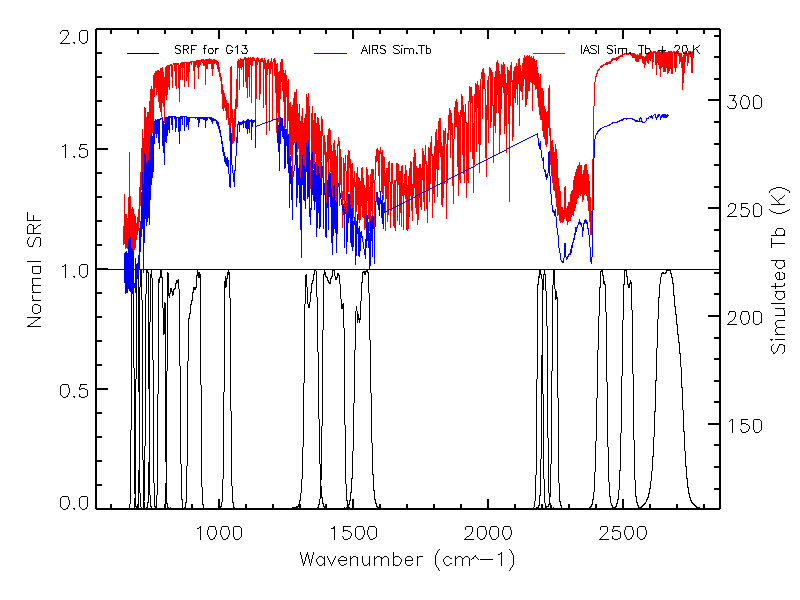 SRF for G13 AIRS Sim.Tb IASI Sim. Tb + 20 K
2.0
1.5
1.0
0.5
0.0
Normal SRF
300
250
200
150
Simulated Tb (K)
1000 1500 2000 2500
Wavenumber (cm^-1)